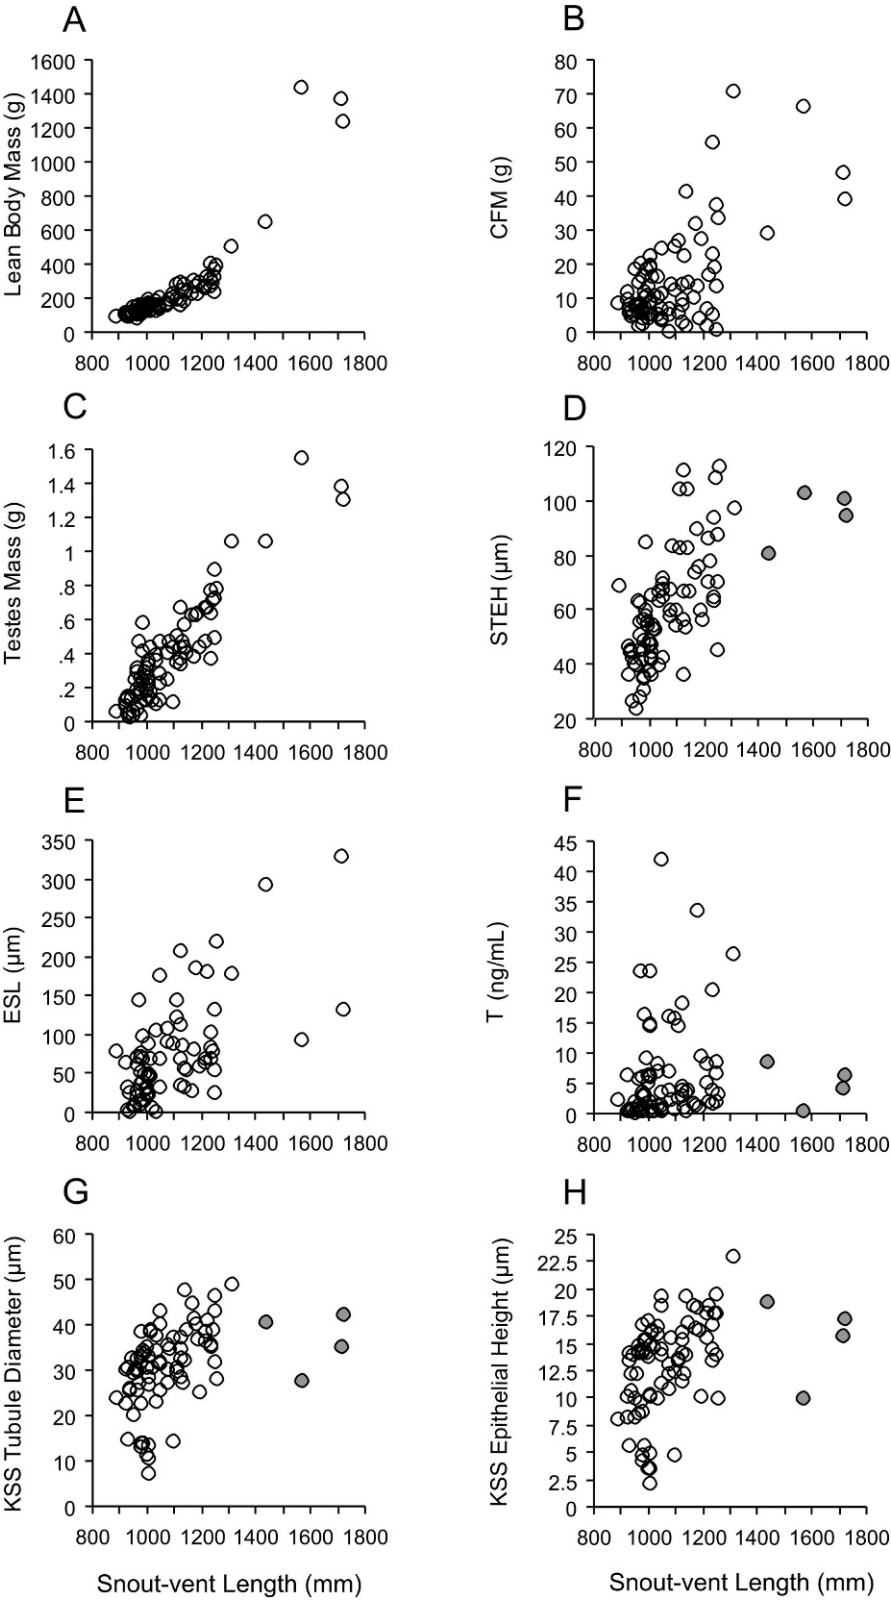 A
Lean Body Mass (g)
1600
1400
1200
1000
800
600
400
200
0
800 1000 1200 1400 1600 1800
B
CFM (g)
80
70
60
50
40
30
20
10
0
800 1000 1200 1400 1600 1800
C
Testes Mass (g)
1.6
1.4
1.2
1
.8
.6
.4
.2
0
800 1000 1200 1400 1600 1800
D
STEH (µm)
120
100
80
60
40
20
800 1000 1200 1400 1600 1800
E
ESL (µm)
350
300
250
200
150
100
50
0
800 1000 1200 1400 1600 1800
F
T (ng/mL)
45
40
35
30
25
20
15
10
5
0
800 1000 1200 1400 1600 1800
G
KSS Tubule Diameter (µm)
60
50
40
30
20
10
0
800 1000 1200 1400 1600 1800
Snout-vent Length (mm)
H
KSS Epithelial Height (µm)
25
22.5
20
17.5
15
12.5
10
7.5
5
2.5
0
800 1000 1200 1400 1600 1800
Snout-vent Length (mm)